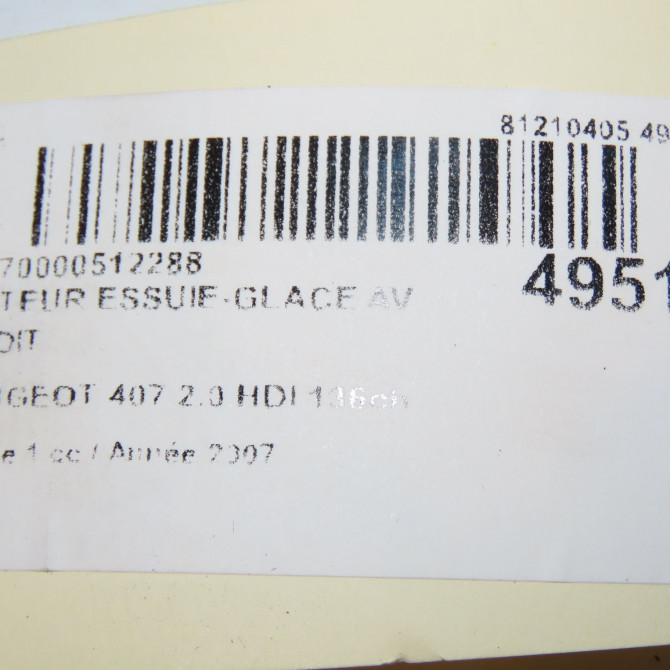 81210405 49
70000512288
4951
TEUR ESSUIE-GLACE AV
OIT
GEOT 407 2.0 HDI 136ch
e 1 cc / Année 2007